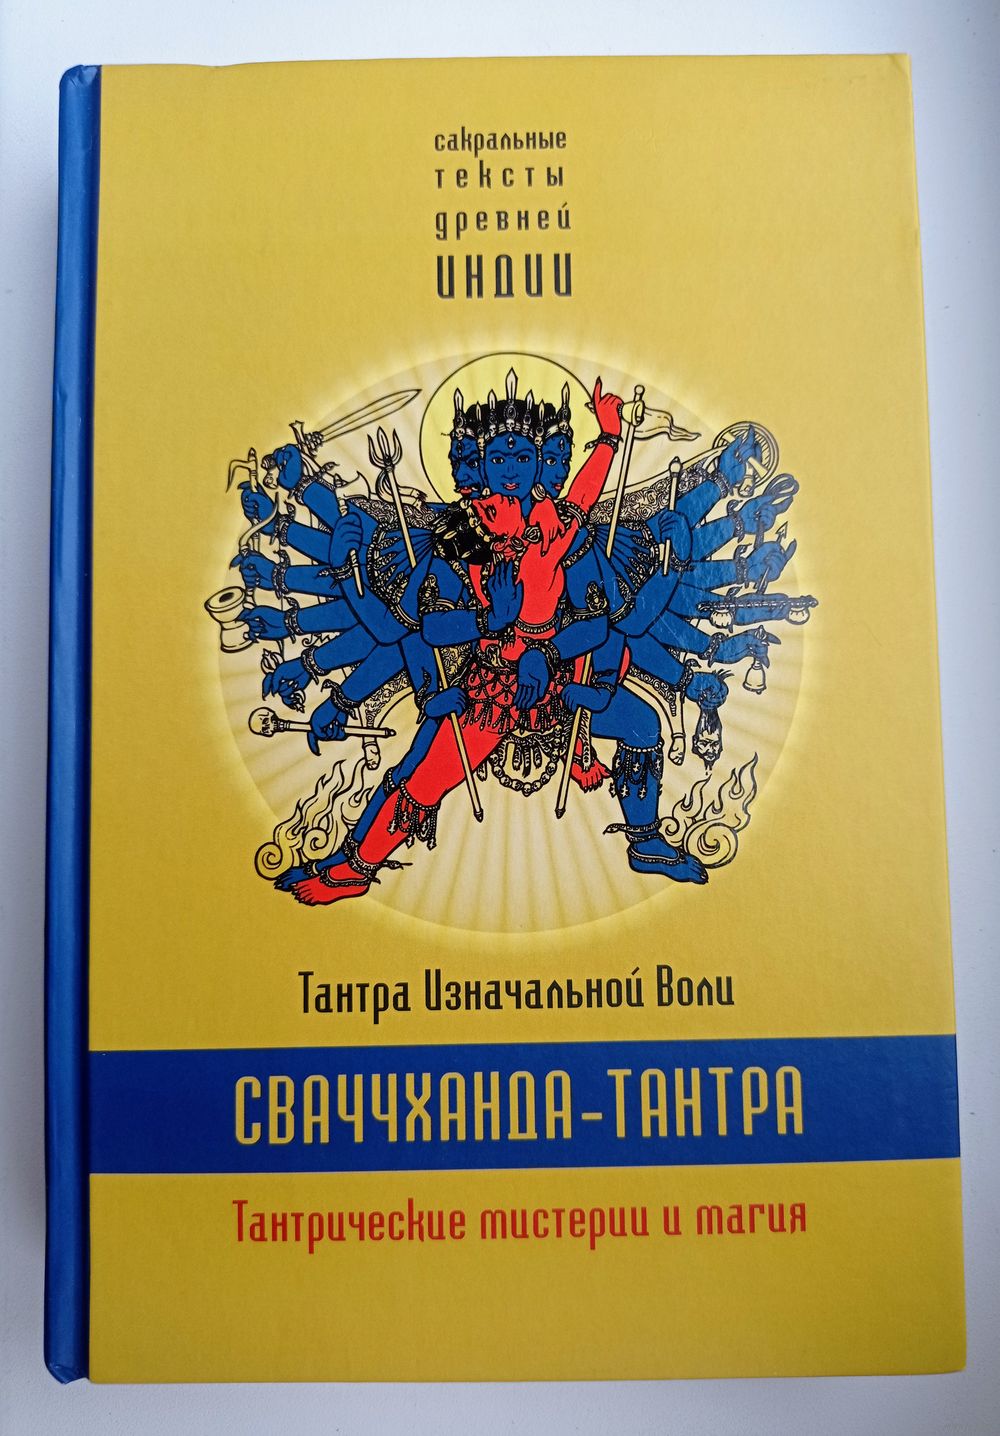 сакральные
тексты
древней
ИНДИИ
Тантра Изначальной Воли
СВАЧЧХАНДА-ТАНТРА
Тантрические мистерии и магия